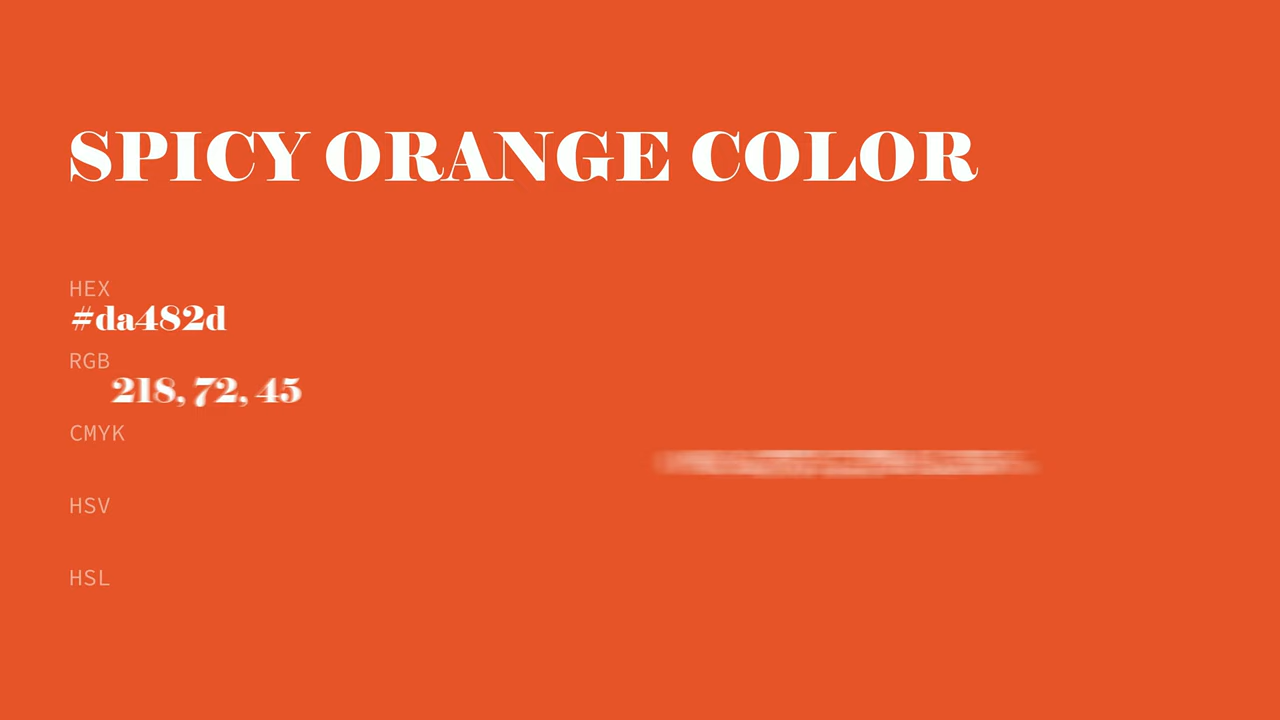 SPICY ORANGE COLOR
HEX
#da482d
RGB
218, 72, 45
CMYK
HSV
HSL